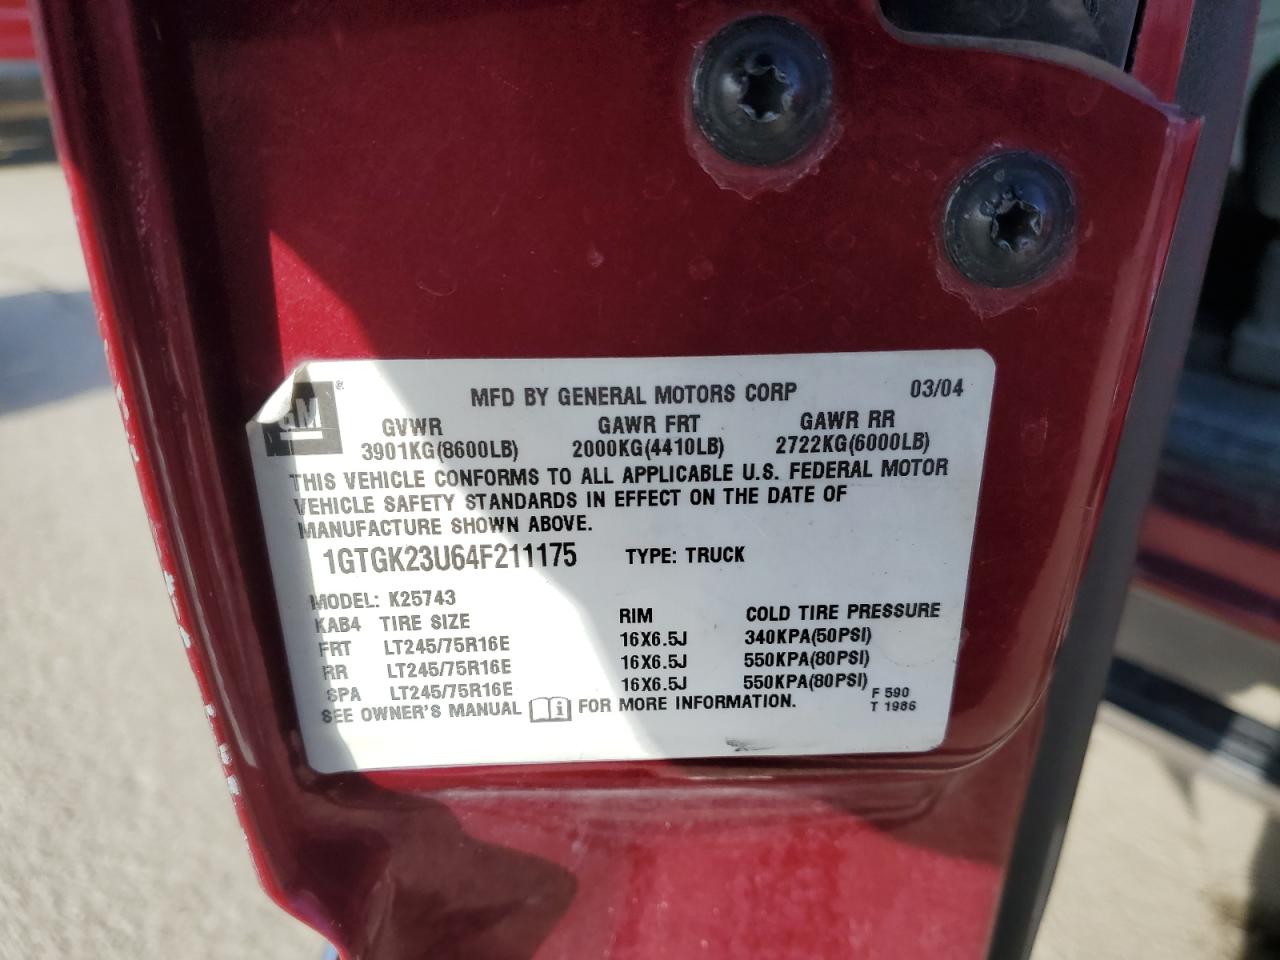 GM ®
MFD BY GENERAL MOTORS CORP 03/04
GVWR GAWR FRT GAWR RR
3901KG(8600LB) 2000KG(4410LB) 2722KG(6000LB)
THIS VEHICLE CONFORMS TO ALL APPLICABLE U.S. FEDERAL MOTOR
VEHICLE SAFETY STANDARDS IN EFFECT ON THE DATE OF
MANUFACTURE SHOWN ABOVE.
1GTGK23U64F211175 TYPE: TRUCK
MODEL: K25743
KAB4 TIRE SIZE RIM COLD TIRE PRESSURE
FRT LT245/75R16E 16X6.5J 340KPA(50PSI)
RR LT245/75R16E 16X6.5J 550KPA(80PSI)
SPA LT245/75R16E 16X6.5J 550KPA(80PSI)
SEE OWNER'S MANUAL i FOR MORE INFORMATION. F 590
T 1986